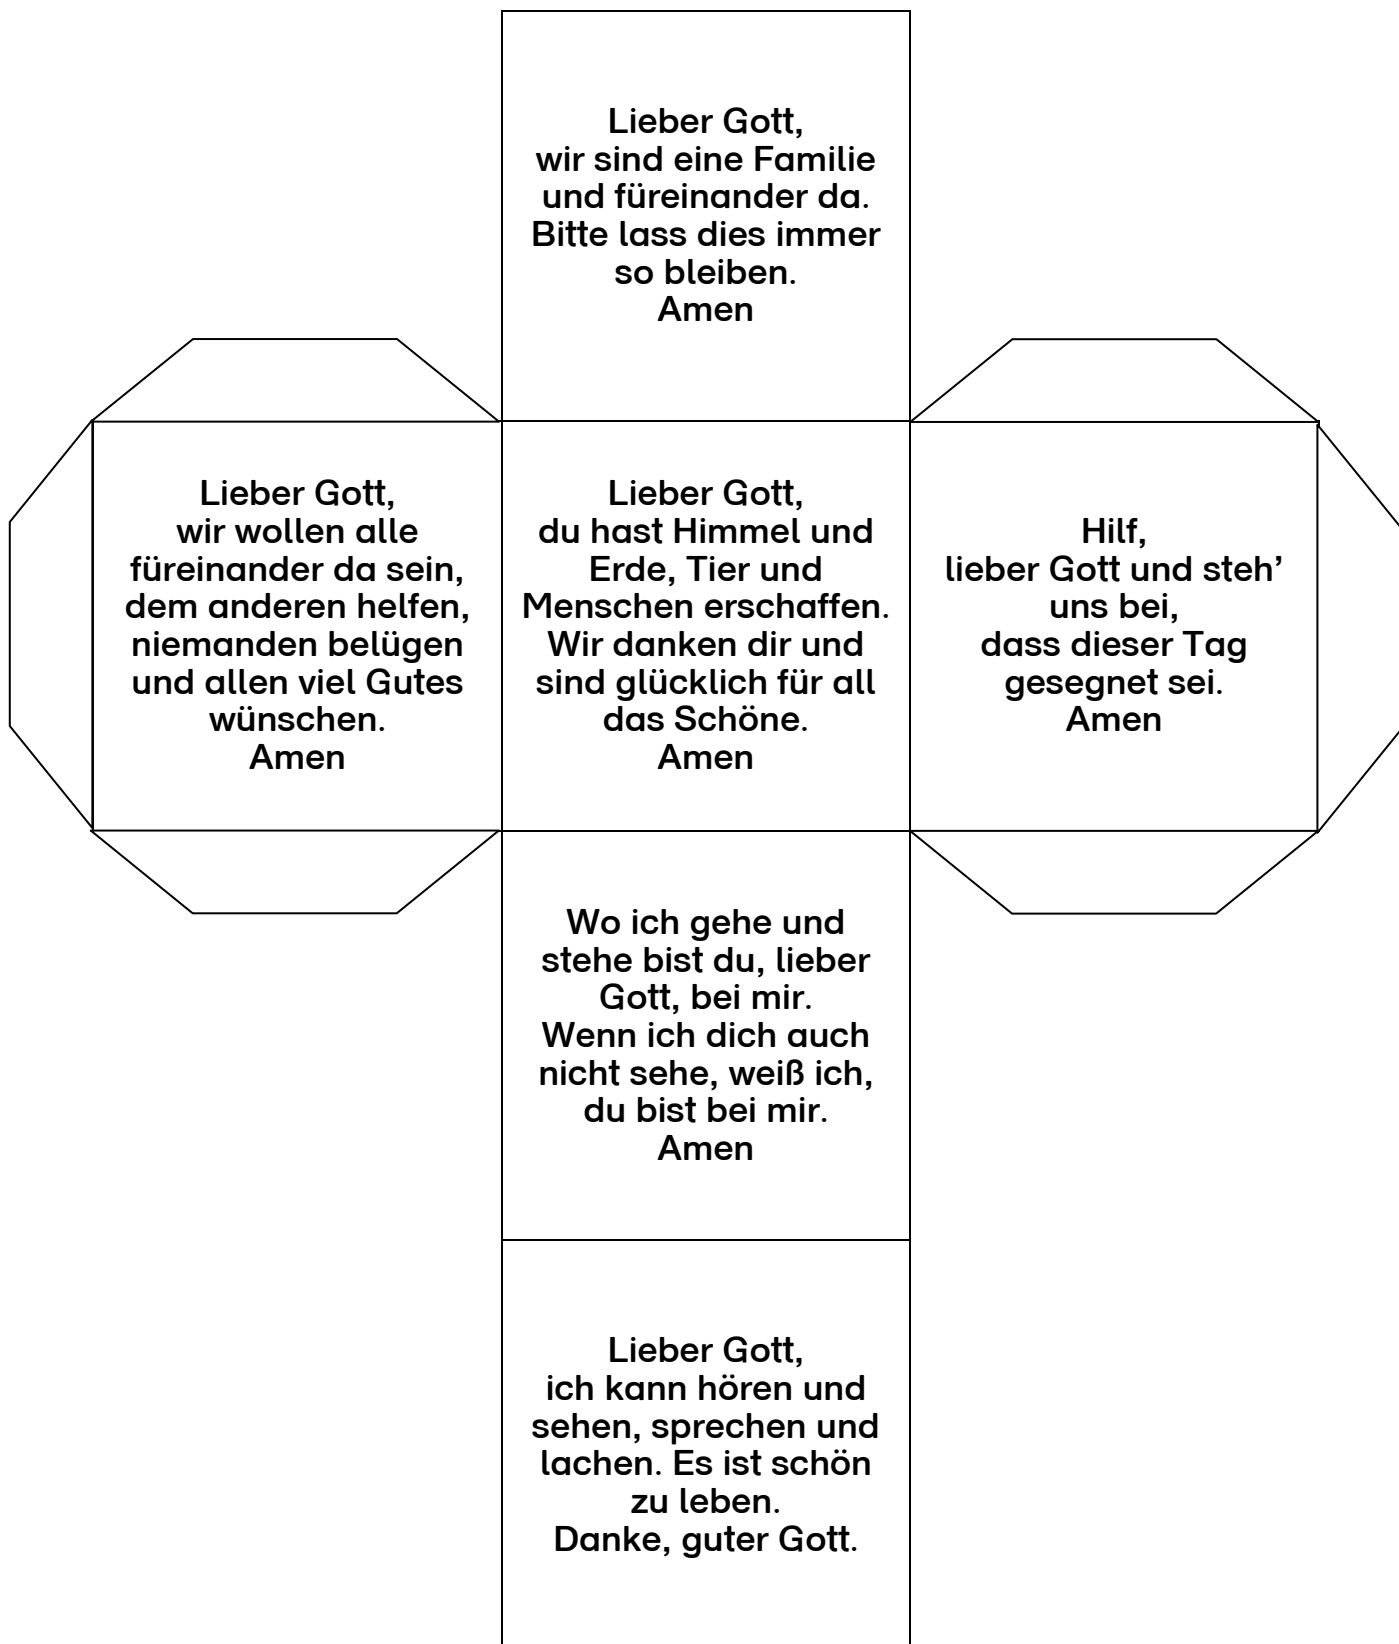 Lieber Gott,
wir sind eine Familie
und füreinander da.
Bitte lass dies immer
so bleiben.
Amen
Lieber Gott,
wir wollen alle
füreinander da sein,
dem anderen helfen,
niemanden belügen
und allen viel Gutes
wünschen.
Amen
Lieber Gott,
du hast Himmel und
Erde, Tier und
Menschen erschaffen.
Wir danken dir und
sind glücklich für all
das Schöne.
Amen
Hilf,
lieber Gott und steh’
uns bei,
dass dieser Tag
gesegnet sei.
Amen
Wo ich gehe und
stehe bist du, lieber
Gott, bei mir.
Wenn ich dich auch
nicht sehe, weiß ich,
du bist bei mir.
Amen
Lieber Gott,
ich kann hören und
sehen, sprechen und
lachen. Es ist schön
zu leben.
Danke, guter Gott.